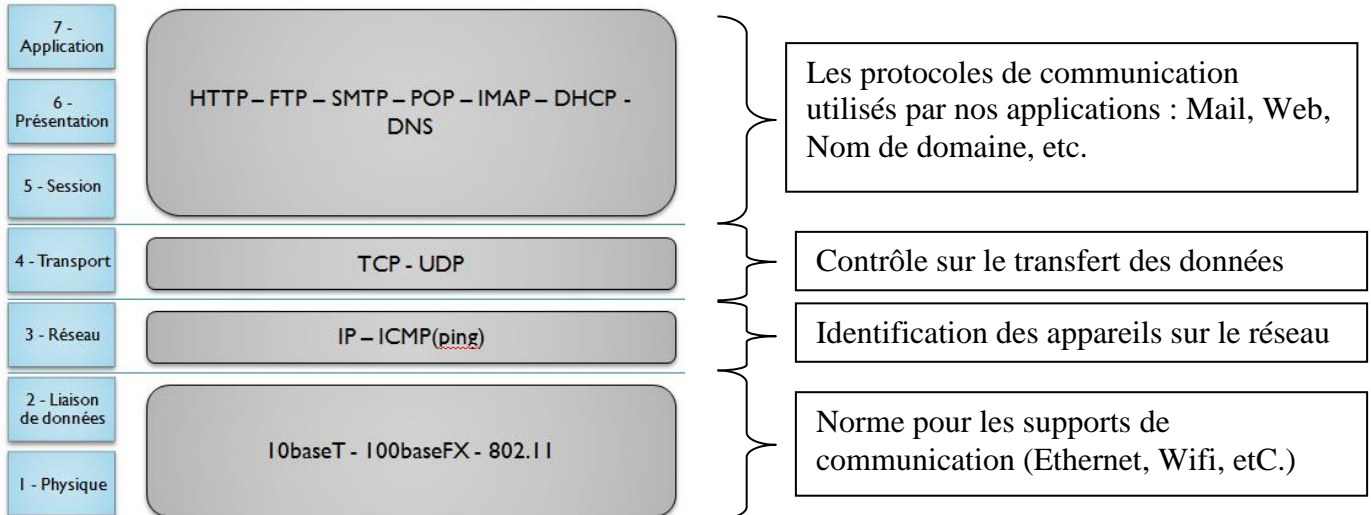 7 -
Application
6 -
Présentation
5 - Session
HTTP – FTP – SMTP – POP – IMAP – DHCP -
DNS
Les protocoles de communication
utilisés par nos applications : Mail, Web,
Nom de domaine, etc.
4 - Transport
TCP - UDP
Contrôle sur le transfert des données
3 - Réseau
IP – ICMP(ping)
Identification des appareils sur le réseau
2 - Liaison
de données
1 - Physique
10baseT - 100baseFX - 802.11
Norme pour les supports de
communication (Ethernet, Wifi, etC.)